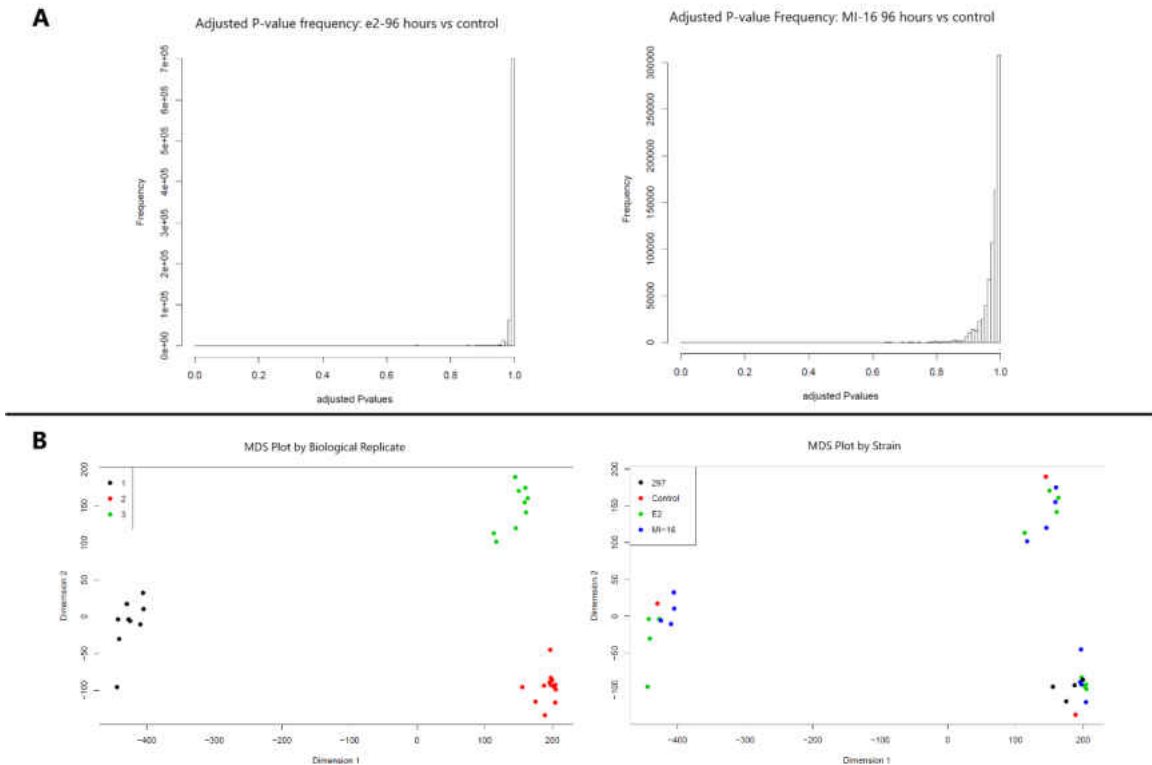 A
Adjusted P-value frequency: e2-96 hours vs control
Frequency
0e+00 1e+05 2e+05 3e+05 4e+05 5e+05 6e+05 7e+05
0.0 0.2 0.4 0.6 0.8 1.0
adjusted Pvalues
Adjusted P-value Frequency: MI-16 96 hours vs control
Frequency
0 50000 100000 150000 200000 250000 300000
0.0 0.2 0.4 0.6 0.8 1.0
adjusted Pvalues
B
MDS Plot by Biological Replicate
1
2
3
Dimension 2
−100 −50 0 50 100 150 200
−400 −300 −200 −100 0 100 200
Dimension 1
MDS Plot by Strain
297
Control
E2
MI−16
Dimension 2
−100 −50 0 50 100 150 200
−400 −300 −200 −100 0 100 200
Dimension 1